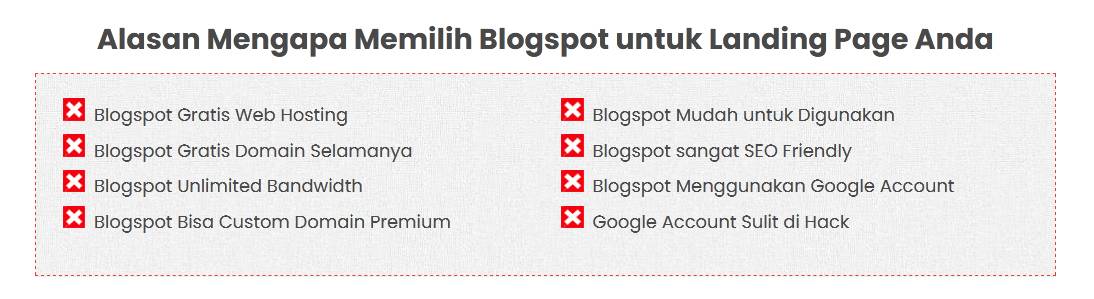 Alasan Mengapa Memilih Blogspot untuk Landing Page Anda
Blogspot Gratis Web Hosting
Blogspot Gratis Domain Selamanya
Blogspot Unlimited Bandwidth
Blogspot Bisa Custom Domain Premium
Blogspot Mudah untuk Digunakan
Blogspot sangat SEO Friendly
Blogspot Menggunakan Google Account
Google Account Sulit di Hack